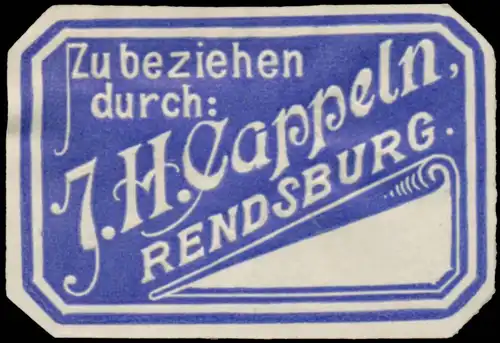 Zu beziehen
durch:
J. H. Cappeln,
RENDSBURG.